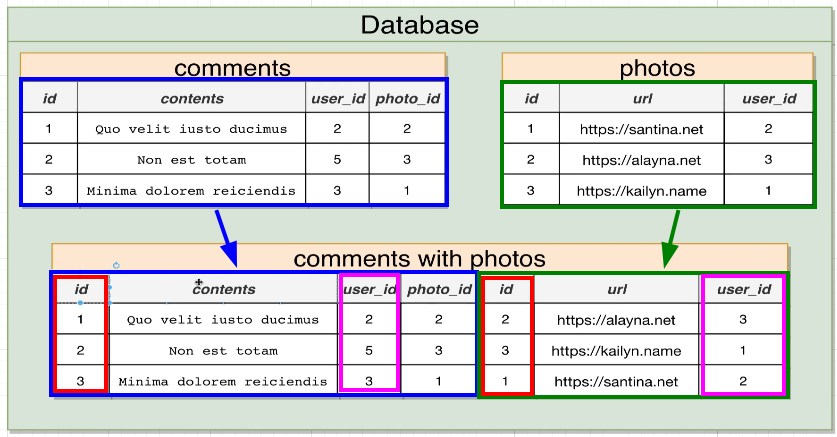 Database
comments
id contents user_id photo_id
1 Quo velit iusto ducimus 2 2
2 Non est totam 5 3
3 Minima dolorem reiciendis 3 1
photos
id url user_id
1 https://santina.net 2
2 https://alayna.net 3
3 https://kailyn.name 1
comments with photos
id contents user_id photo_id id url user_id
1 Quo velit iusto ducimus 2 2 2 https://alayna.net 3
2 Non est totam 5 3 3 https://kailyn.name 1
3 Minima dolorem reiciendis 3 1 1 https://santina.net 2